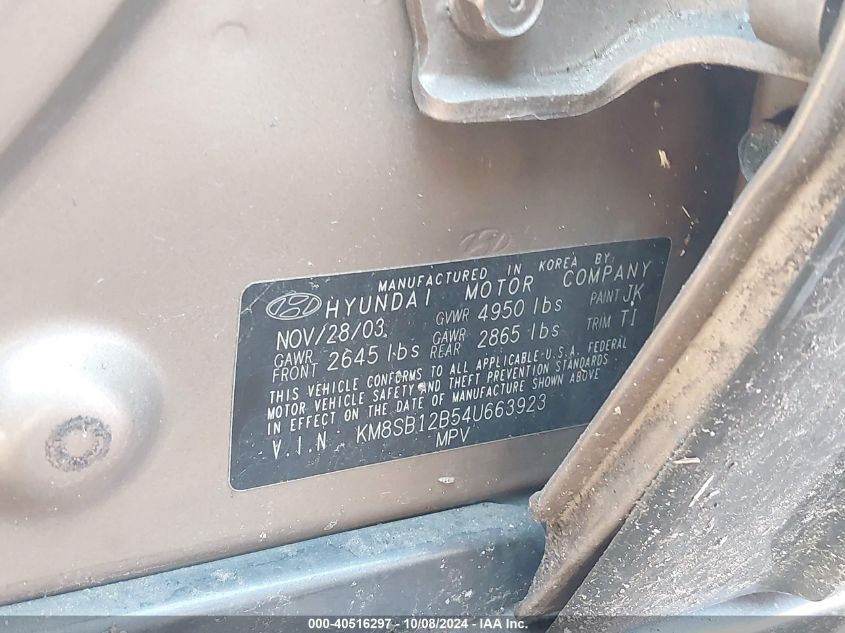 MANUFACTURED IN KOREA BY
HYUNDAI MOTOR COMPANY
NOV/28/03 GVWR 4950 lbs PAINT JK
GAWR FRONT 2645 lbs GAWR REAR 2865 lbs TRIM TI
THIS VEHICLE CONFORMS TO ALL APPLICABLE U.S.A. FEDERAL
MOTOR VEHICLE SAFETY AND THEFT PREVENTION STANDARDS
IN EFFECT ON THE DATE OF MANUFACTURE SHOWN ABOVE
V.I.N KM8SB12B54U663923
MPV
000-40516297 - 10/08/2024 - IAA Inc.